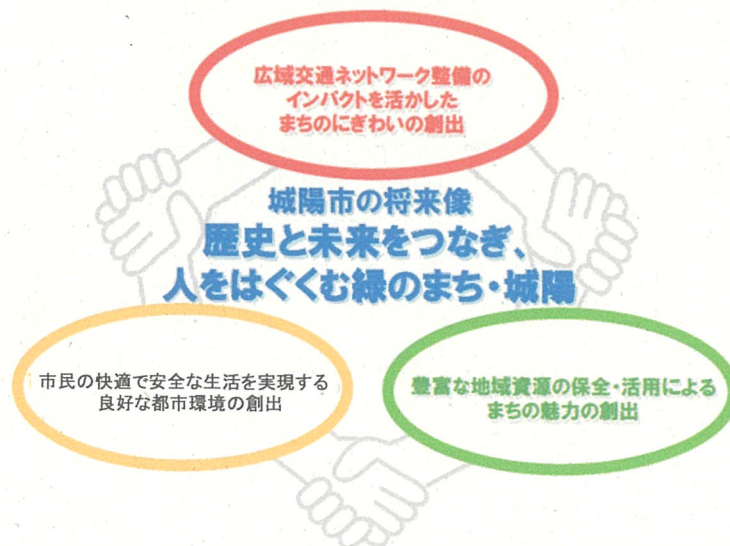 広域交通ネットワーク整備の
インパクトを活かした
まちのにぎわいの創出
城陽市の将来像
歴史と未来をつなぎ、
人をはぐくむ緑のまち・城陽
市民の快適で安全な生活を実現する
良好な都市環境の創出
豊富な地域資源の保全・活用による
まちの魅力の創出